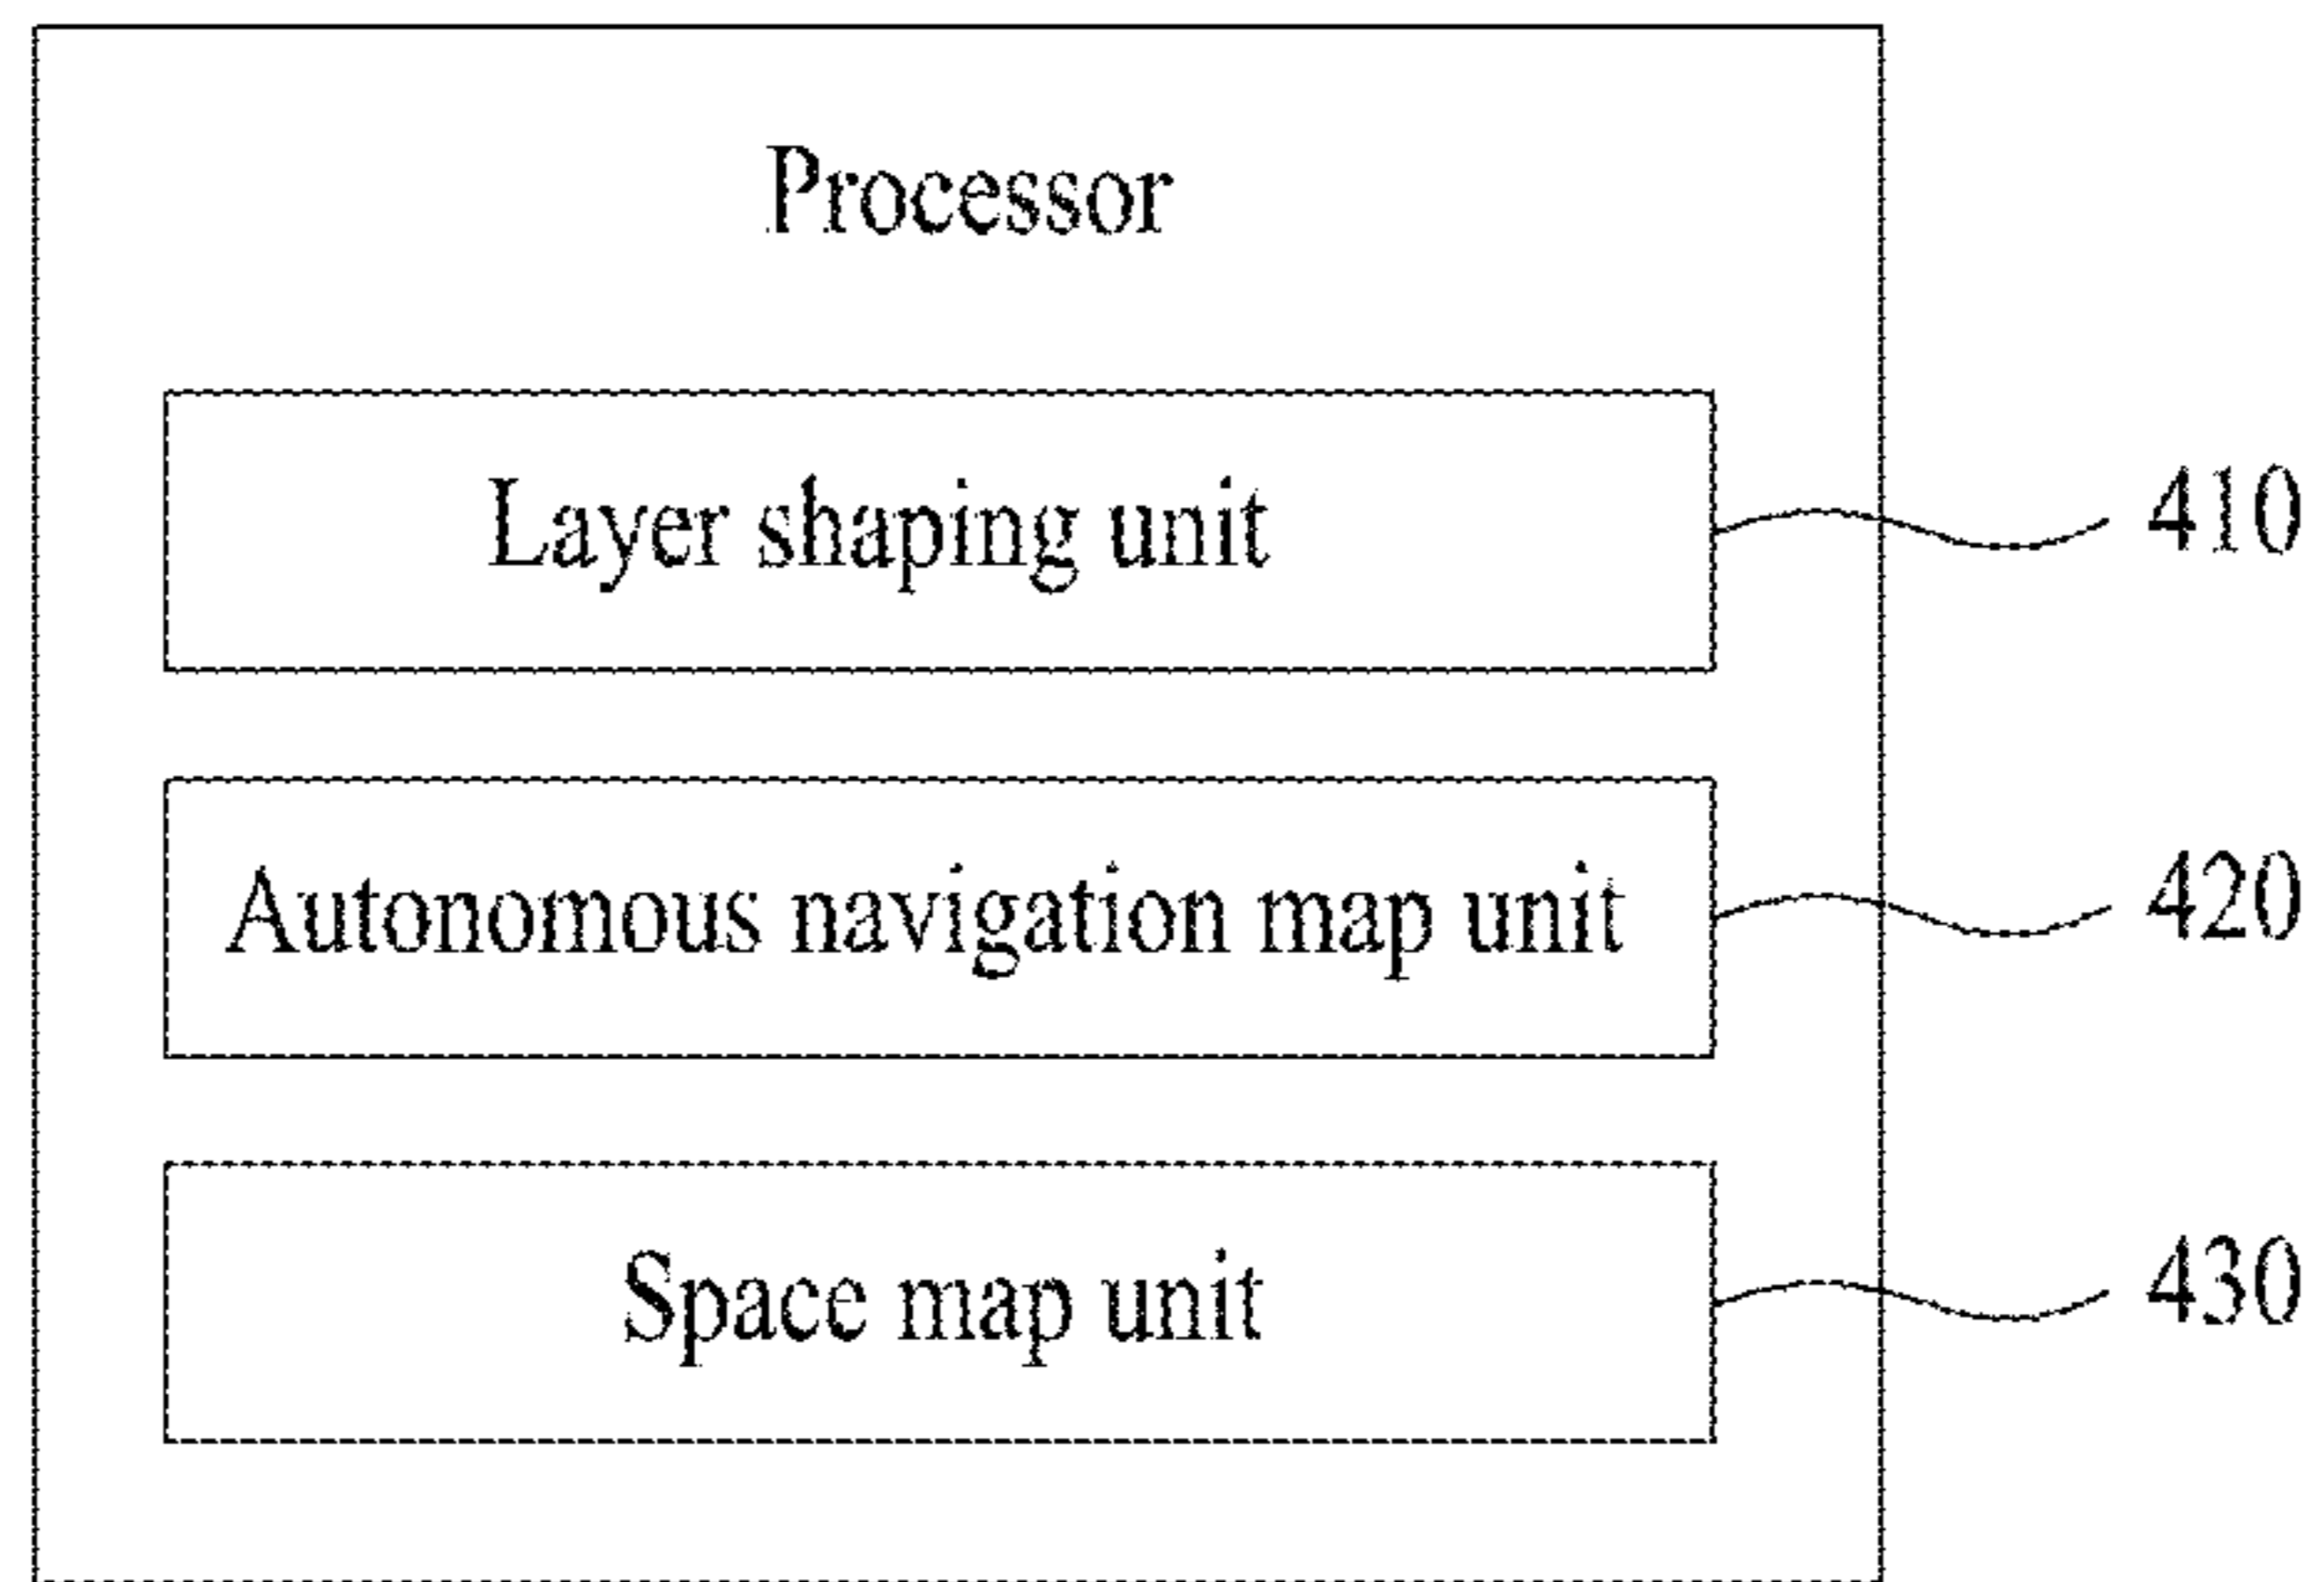 Processor
Layer shaping unit 410
Autonomous navigation map unit 420
Space map unit 430